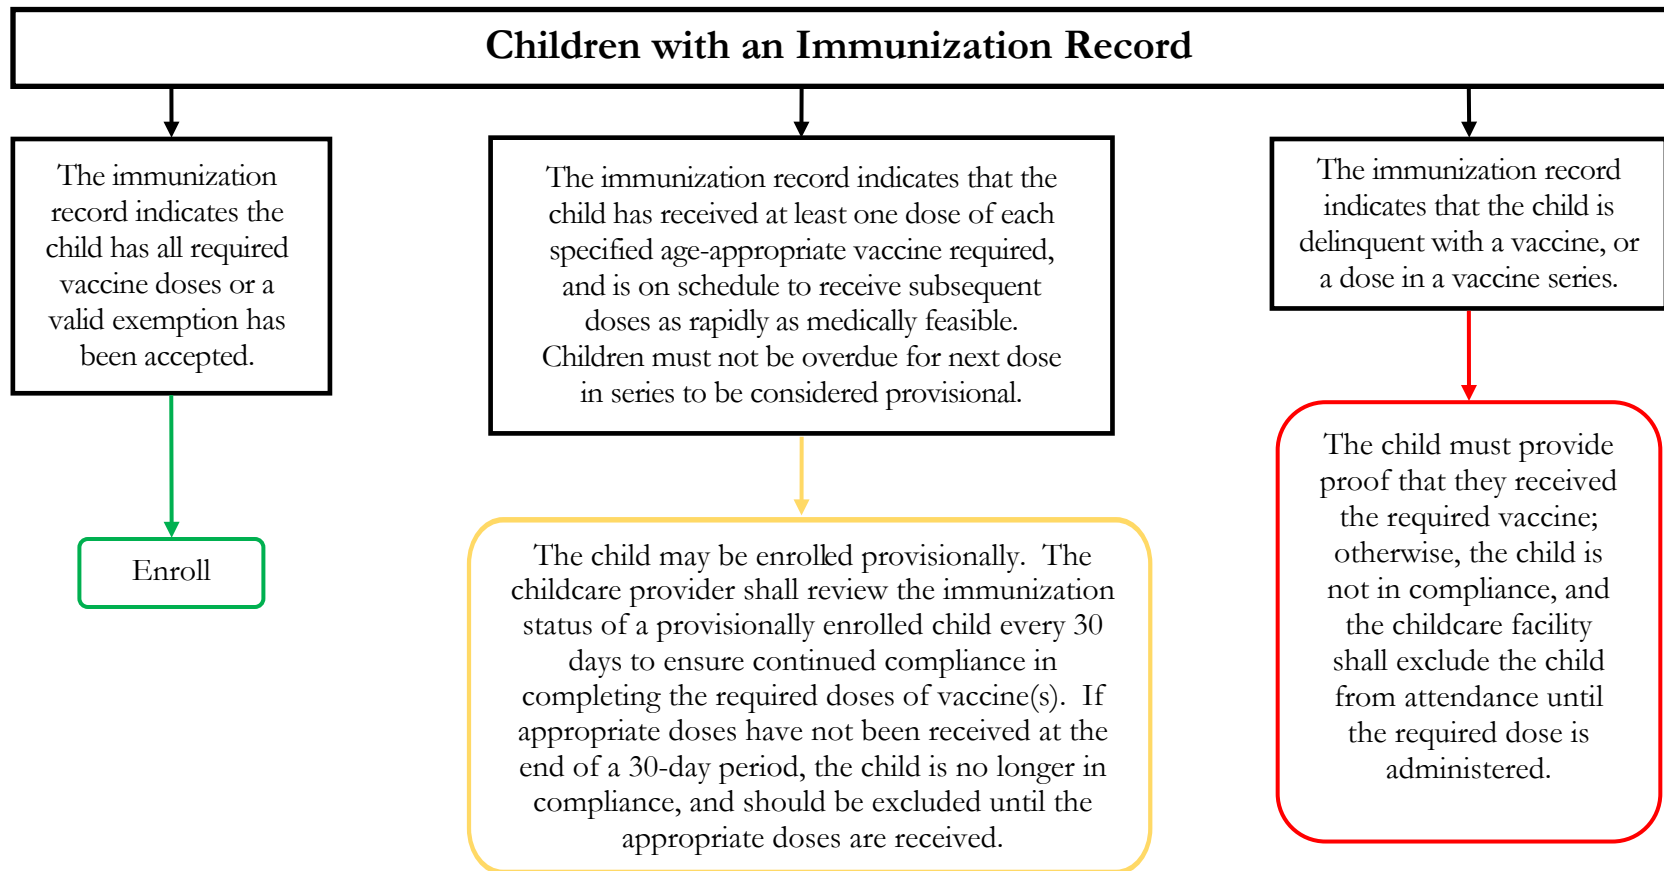 Children with an Immunization Record
The immunization
record indicates the
child has all required
vaccine doses or a
valid exemption has
been accepted.
Enroll
The immunization record indicates that the
child has received at least one dose of each
specified age-appropriate vaccine required,
and is on schedule to receive subsequent
doses as rapidly as medically feasible.
Children must not be overdue for next dose
in series to be considered provisional.
The child may be enrolled provisionally.  The
childcare provider shall review the immunization
status of a provisionally enrolled child every 30
days to ensure continued compliance in
completing the required doses of vaccine(s).  If
appropriate doses have not been received at the
end of a 30-day period, the child is no longer in
compliance, and should be excluded until the
appropriate doses are received.
The immunization record
indicates that the child is
delinquent with a vaccine, or
a dose in a vaccine series.
The child must provide
proof that they received
the required vaccine;
otherwise, the child is
not in compliance, and
the childcare facility
shall exclude the child
from attendance until
the required dose is
administered.